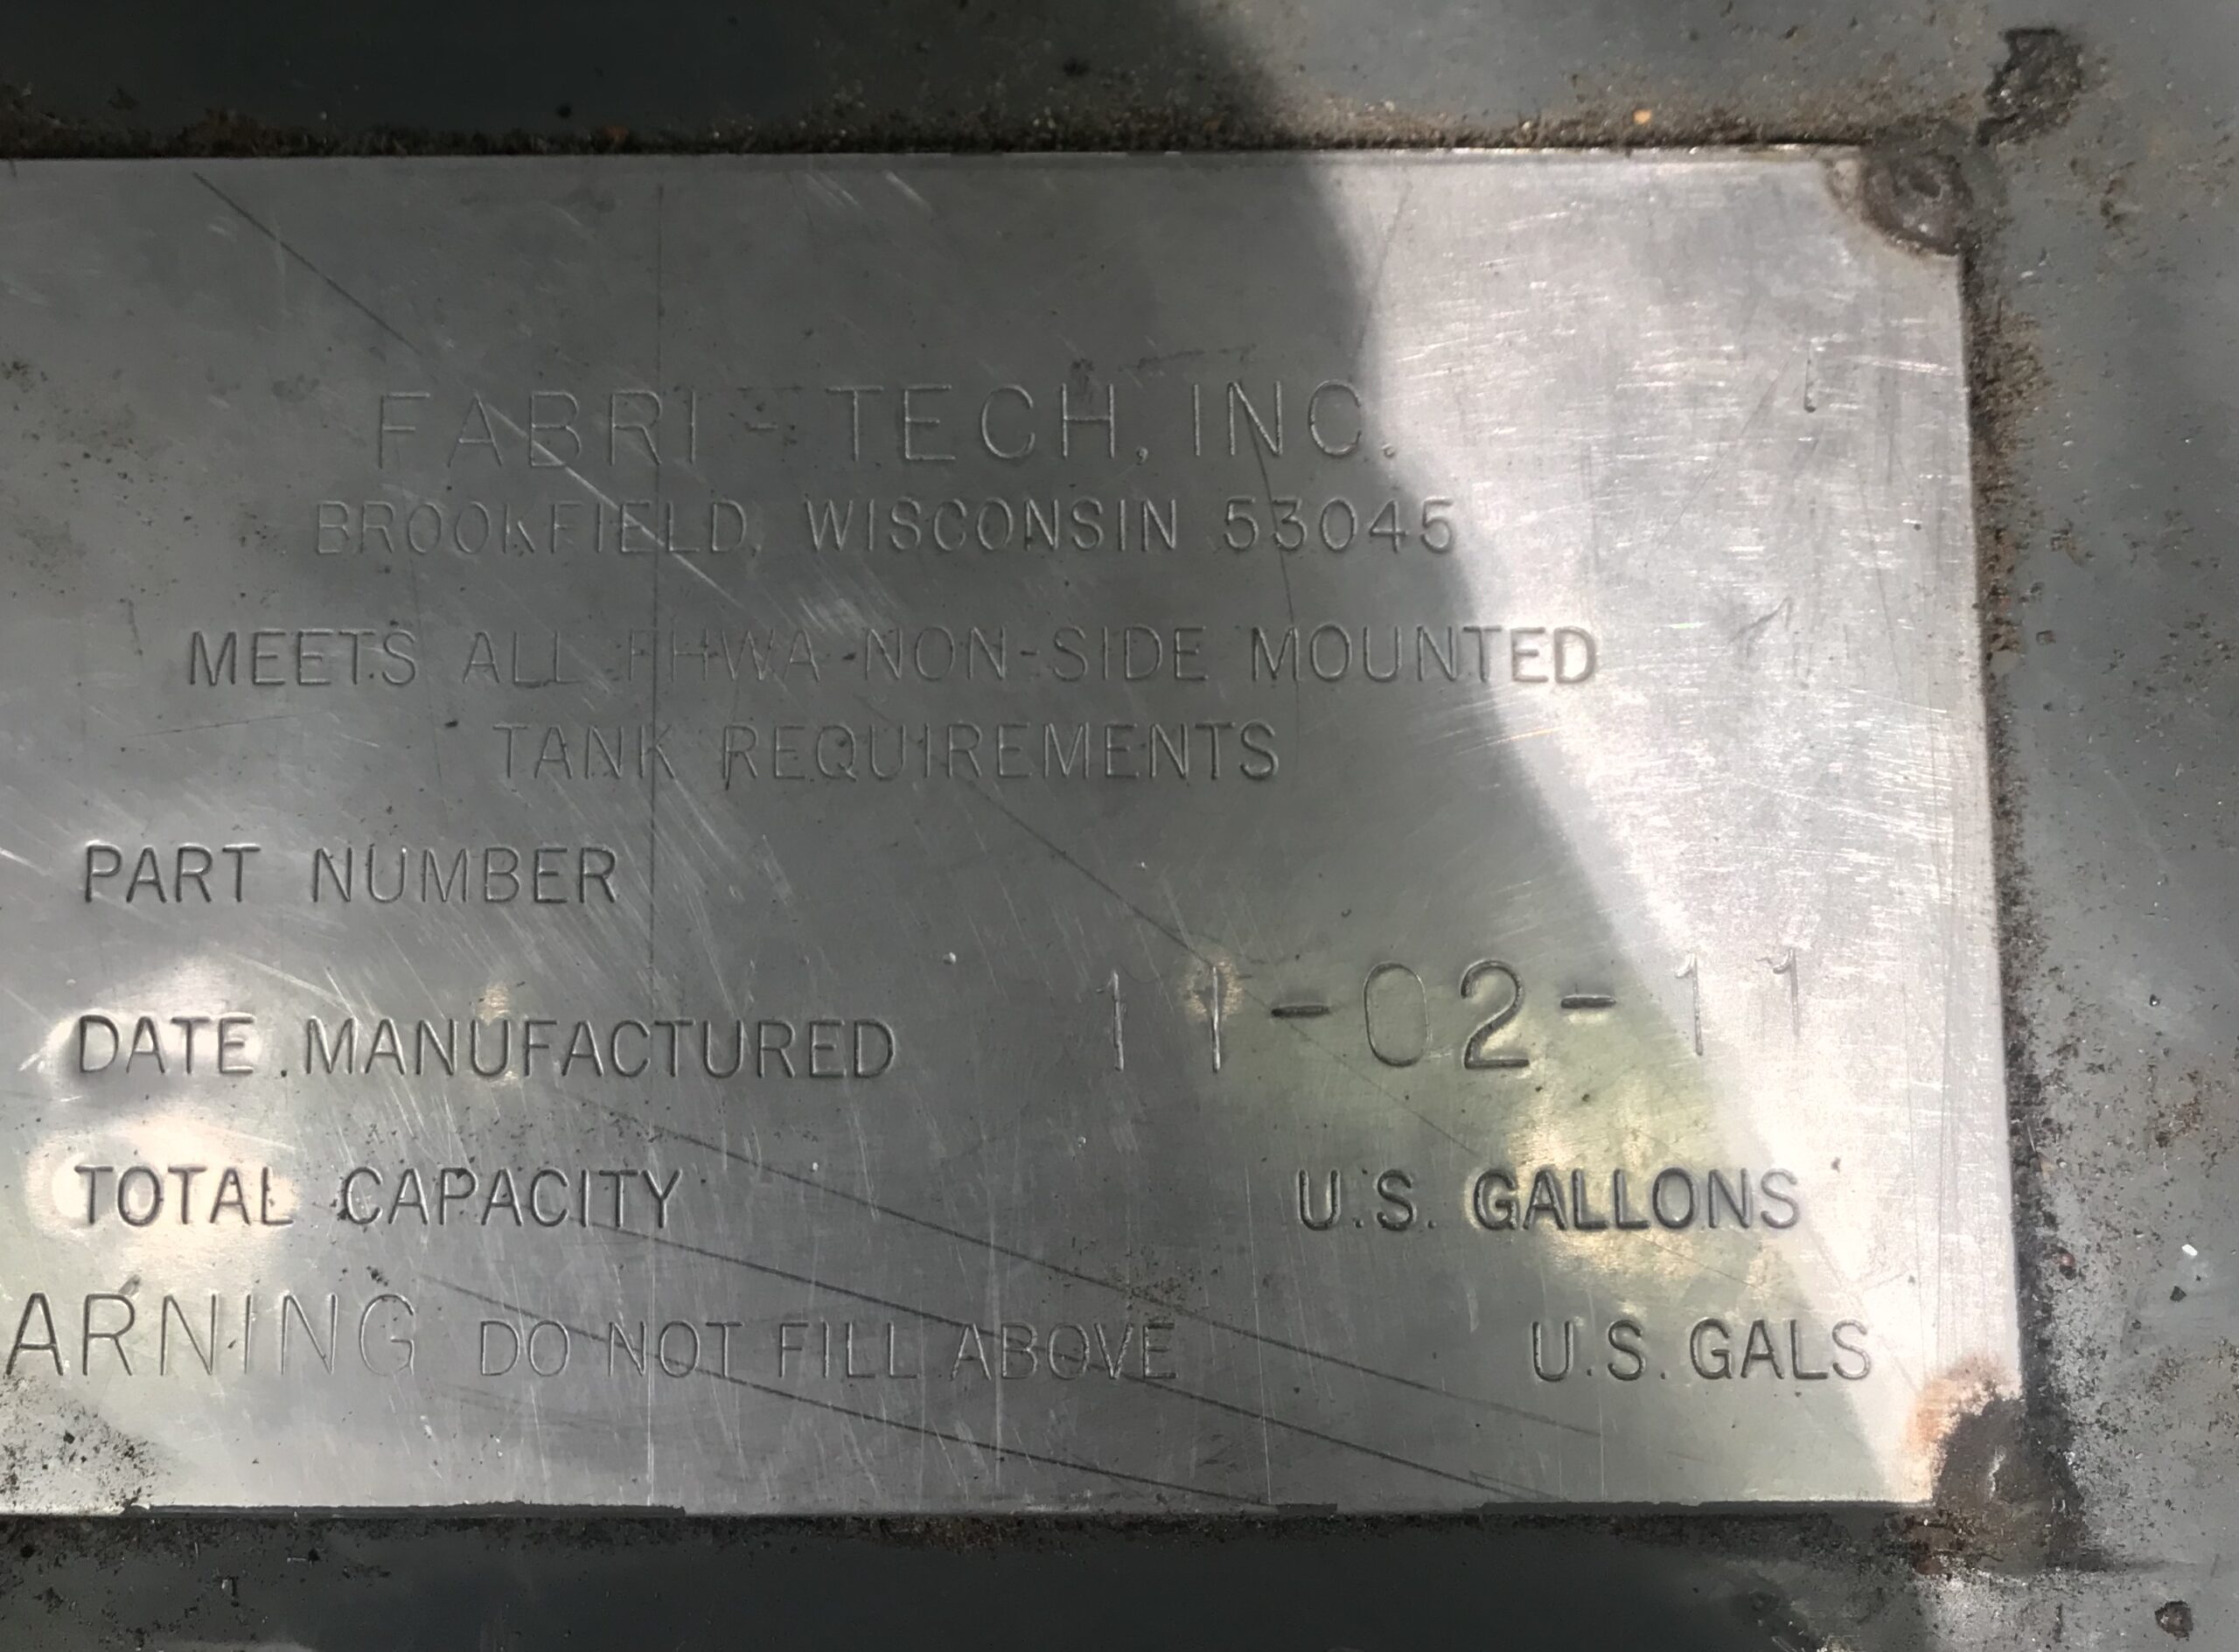 FABRI-TECH, INC.
BROOKFIELD, WISCONSIN 53045
MEETS ALL FHWA NON-SIDE MOUNTED
TANK REQUIREMENTS
PART NUMBER
DATE MANUFACTURED 11-02-11
TOTAL CAPACITY U.S. GALLONS
ARNING DO NOT FILL ABOVE U.S. GALS